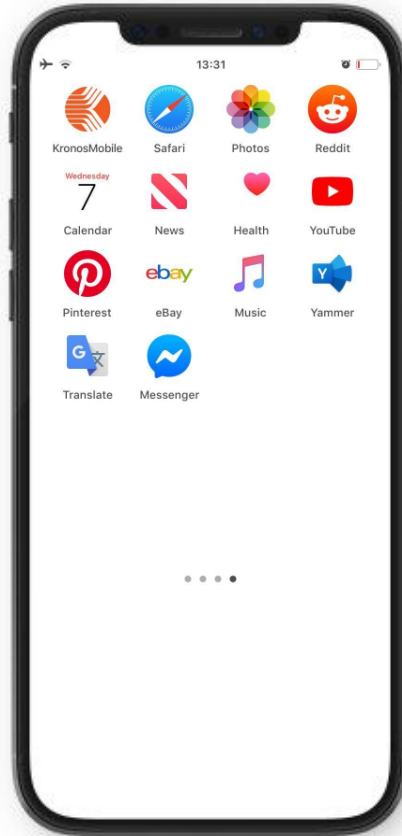 13:31
KronosMobile Safari Photos Reddit
Wednesday
7
Calendar News Health YouTube
ebay
Y
Pinterest eBay Music Yammer
G 文
Translate Messenger